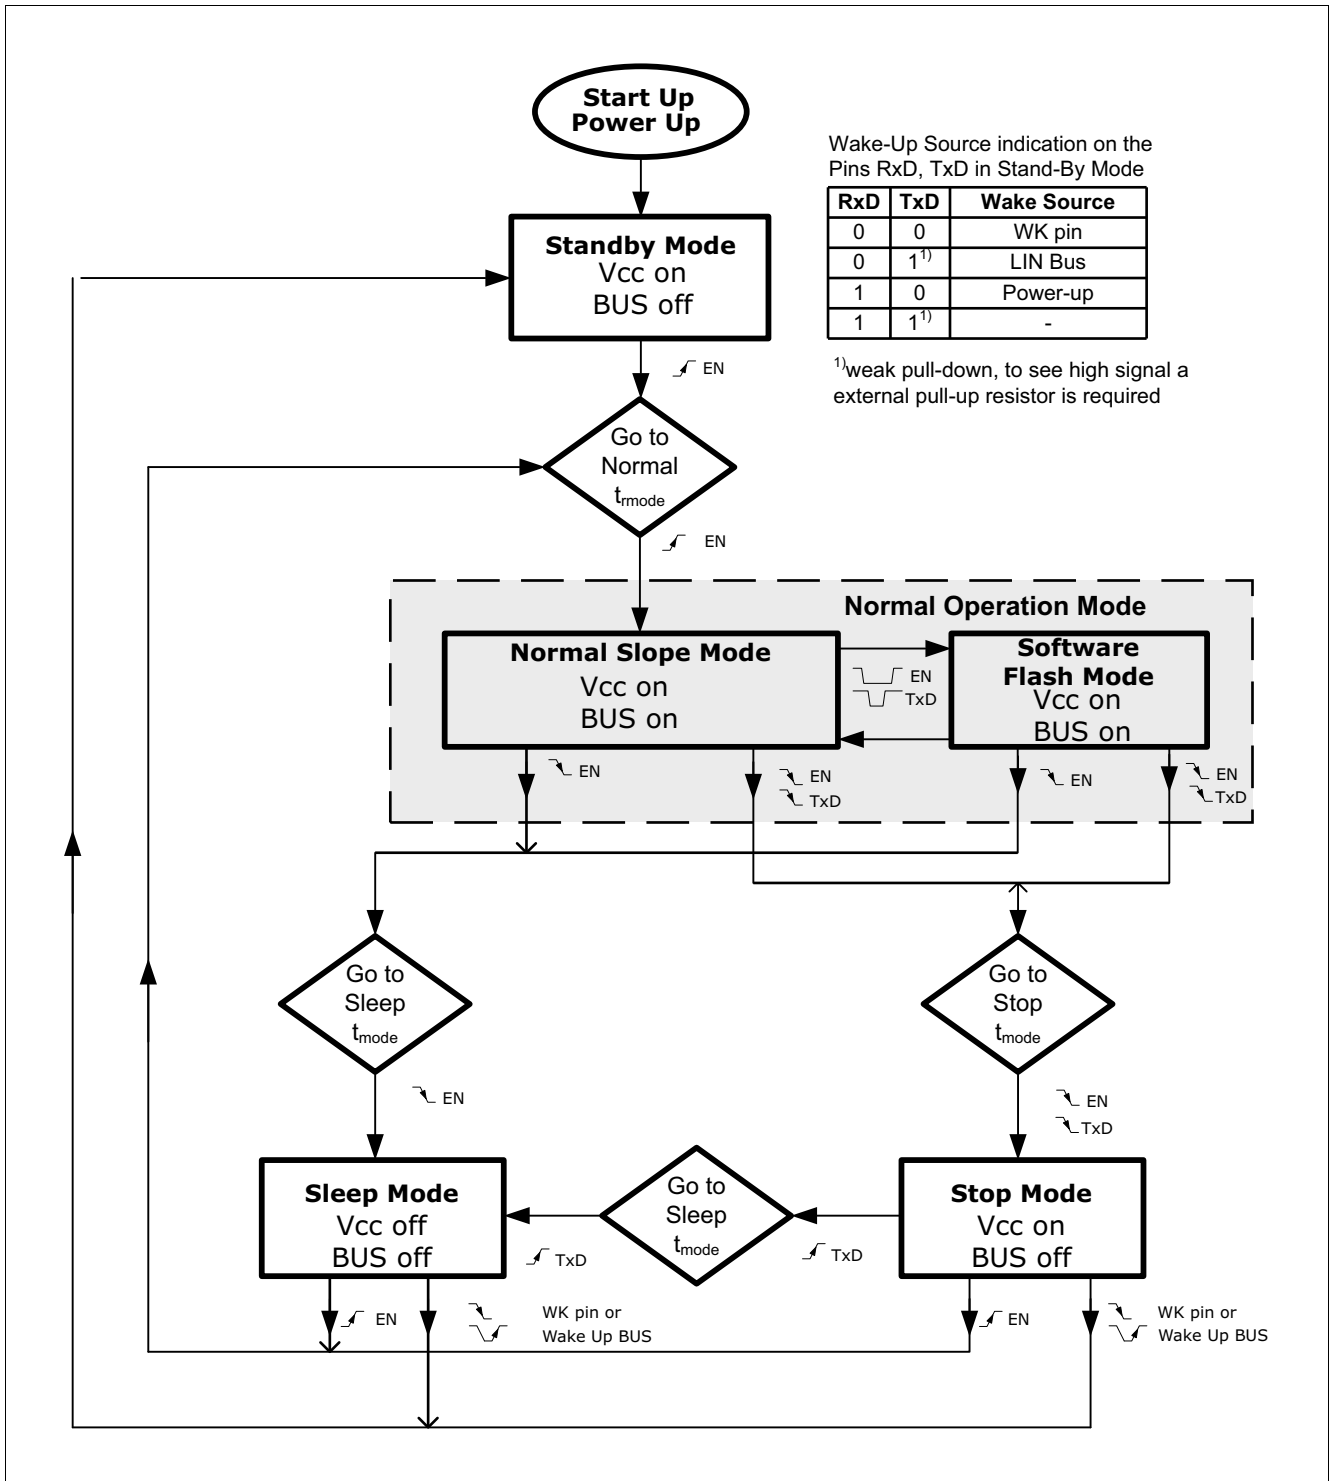 Start Up
Power Up
Wake-Up Source indication on the
Pins RxD, TxD in Stand-By Mode
RxD TxD Wake Source
0 0 WK pin
0 1¹⁾ LIN Bus
1 0 Power-up
1 1¹⁾ -
¹⁾weak pull-down, to see high signal a
external pull-up resistor is required
Standby Mode
Vcc on
BUS off
EN
Go to
Normal
trmode
EN
Normal Operation Mode
Normal Slope Mode
Vcc on
BUS on
EN
TxD
Software
Flash Mode
Vcc on
BUS on
EN
EN
TxD
EN
EN
TxD
Go to
Sleep
tmode
Go to
Stop
tmode
EN
EN
TxD
Sleep Mode
Vcc off
BUS off
Go to
Sleep
tmode
TxD
TxD
Stop Mode
Vcc on
BUS off
EN
WK pin or
Wake Up BUS
EN
WK pin or
Wake Up BUS